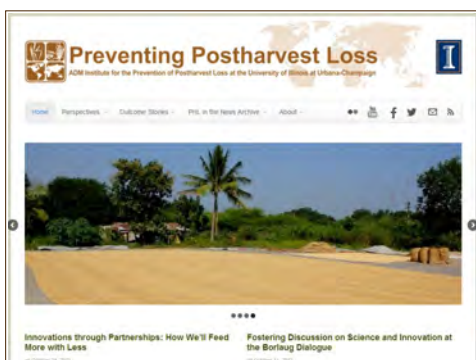 Preventing Postharvest Loss
ADM Institute for the Prevention of Postharvest Loss at the University of Illinois at Urbana-Champaign
Home Perspectives Outcome Stories PHL in the News Archive About
Innovations through Partnerships: How We'll Feed
More with Less
Fostering Discussion on Science and Innovation at
the Borlaug Dialogue